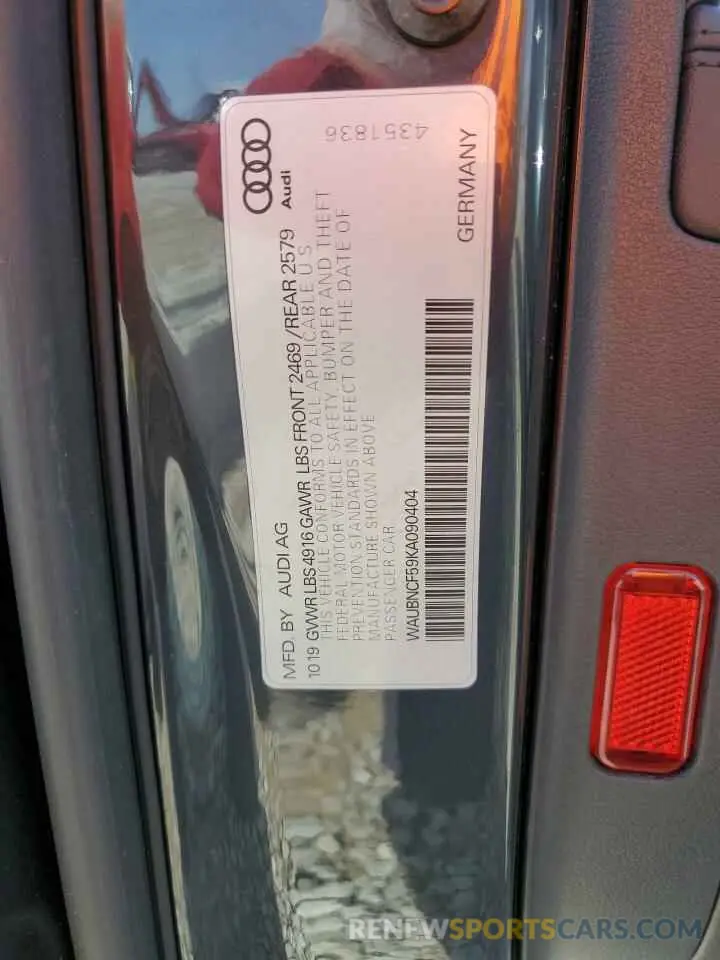 4351836
Audi
GERMANY
MFD. BY AUDI AG
10 19 GVWR LBS 4916 GAWR LBS FRONT 2469 / REAR 2579
THIS VEHICLE CONFORMS TO ALL APPLICABLE U S
FEDERAL MOTOR VEHICLE SAFETY, BUMPER AND THEFT
PREVENTION STANDARDS IN EFFECT ON THE DATE OF
MANUFACTURE SHOWN ABOVE
PASSENGER CAR
WAUBNCF59KA090404
RENEWSPORTSCARS.COM